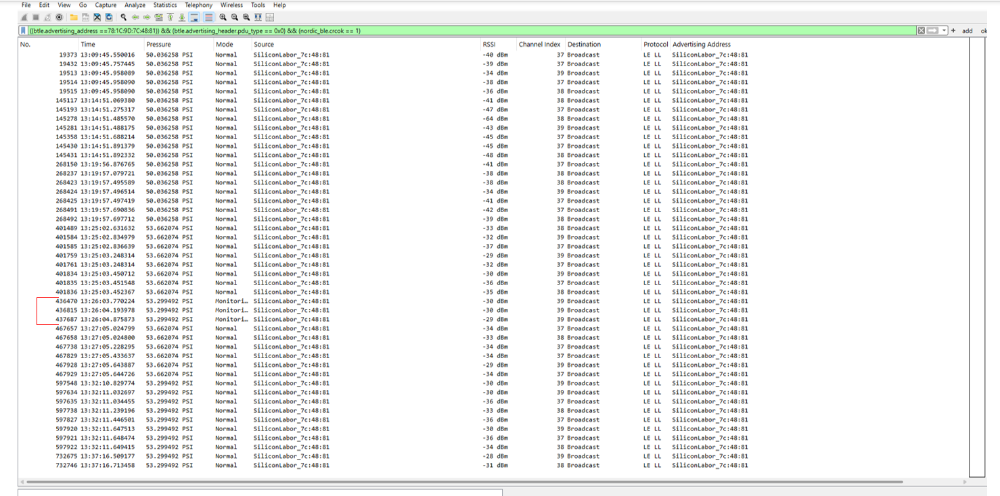 File Edit View Go Capture Analyze Statistics Telephony Wireless Tools Help
((btle.advertising_address ==78:1C:9D:7C:48:81)) && (btle.advertising_header.pdu_type == 0x0) && (nordic_ble.crcok == 1) + add ok
No. Time Pressure Mode Source RSSI Channel Index Destination Protocol Advertising Address
19373 13:09:45.550016 50.036258 PSI Normal SiliconLabor_7c:48:81 -40 dBm 37 Broadcast LE LL SiliconLabor_7c:48:81
19432 13:09:45.757445 50.036258 PSI Normal SiliconLabor_7c:48:81 -39 dBm 37 Broadcast LE LL SiliconLabor_7c:48:81
19513 13:09:45.958089 50.036258 PSI Normal SiliconLabor_7c:48:81 -34 dBm 39 Broadcast LE LL SiliconLabor_7c:48:81
19514 13:09:45.958090 50.036258 PSI Normal SiliconLabor_7c:48:81 -38 dBm 37 Broadcast LE LL SiliconLabor_7c:48:81
19515 13:09:45.958090 50.036258 PSI Normal SiliconLabor_7c:48:81 -36 dBm 38 Broadcast LE LL SiliconLabor_7c:48:81
145117 13:14:51.069380 50.036258 PSI Normal SiliconLabor_7c:48:81 -41 dBm 38 Broadcast LE LL SiliconLabor_7c:48:81
145193 13:14:51.275317 50.036258 PSI Normal SiliconLabor_7c:48:81 -47 dBm 37 Broadcast LE LL SiliconLabor_7c:48:81
145278 13:14:51.485570 50.036258 PSI Normal SiliconLabor_7c:48:81 -64 dBm 38 Broadcast LE LL SiliconLabor_7c:48:81
145281 13:14:51.488175 50.036258 PSI Normal SiliconLabor_7c:48:81 -43 dBm 39 Broadcast LE LL SiliconLabor_7c:48:81
145358 13:14:51.688214 50.036258 PSI Normal SiliconLabor_7c:48:81 -45 dBm 37 Broadcast LE LL SiliconLabor_7c:48:81
145430 13:14:51.891379 50.036258 PSI Normal SiliconLabor_7c:48:81 -45 dBm 37 Broadcast LE LL SiliconLabor_7c:48:81
145431 13:14:51.892332 50.036258 PSI Normal SiliconLabor_7c:48:81 -48 dBm 38 Broadcast LE LL SiliconLabor_7c:48:81
268150 13:19:56.876765 50.036258 PSI Normal SiliconLabor_7c:48:81 -41 dBm 37 Broadcast LE LL SiliconLabor_7c:48:81
268237 13:19:57.079721 50.036258 PSI Normal SiliconLabor_7c:48:81 -38 dBm 38 Broadcast LE LL SiliconLabor_7c:48:81
268423 13:19:57.495589 50.036258 PSI Normal SiliconLabor_7c:48:81 -38 dBm 38 Broadcast LE LL SiliconLabor_7c:48:81
268424 13:19:57.496514 50.036258 PSI Normal SiliconLabor_7c:48:81 -34 dBm 39 Broadcast LE LL SiliconLabor_7c:48:81
268425 13:19:57.497419 50.036258 PSI Normal SiliconLabor_7c:48:81 -41 dBm 37 Broadcast LE LL SiliconLabor_7c:48:81
268491 13:19:57.690836 50.036258 PSI Normal SiliconLabor_7c:48:81 -42 dBm 37 Broadcast LE LL SiliconLabor_7c:48:81
268492 13:19:57.697712 50.036258 PSI Normal SiliconLabor_7c:48:81 -39 dBm 38 Broadcast LE LL SiliconLabor_7c:48:81
401489 13:25:02.631632 53.662074 PSI Normal SiliconLabor_7c:48:81 -33 dBm 38 Broadcast LE LL SiliconLabor_7c:48:81
401584 13:25:02.834979 53.662074 PSI Normal SiliconLabor_7c:48:81 -32 dBm 39 Broadcast LE LL SiliconLabor_7c:48:81
401585 13:25:02.836639 53.662074 PSI Normal SiliconLabor_7c:48:81 -37 dBm 37 Broadcast LE LL SiliconLabor_7c:48:81
401759 13:25:03.248314 53.662074 PSI Normal SiliconLabor_7c:48:81 -29 dBm 39 Broadcast LE LL SiliconLabor_7c:48:81
401761 13:25:03.248314 53.662074 PSI Normal SiliconLabor_7c:48:81 -32 dBm 37 Broadcast LE LL SiliconLabor_7c:48:81
401834 13:25:03.450712 53.662074 PSI Normal SiliconLabor_7c:48:81 -30 dBm 39 Broadcast LE LL SiliconLabor_7c:48:81
401835 13:25:03.451548 53.662074 PSI Normal SiliconLabor_7c:48:81 -36 dBm 37 Broadcast LE LL SiliconLabor_7c:48:81
401836 13:25:03.452367 53.662074 PSI Normal SiliconLabor_7c:48:81 -35 dBm 38 Broadcast LE LL SiliconLabor_7c:48:81
436470 13:26:03.770224 53.299492 PSI Monitori… SiliconLabor_7c:48:81 -30 dBm 39 Broadcast LE LL SiliconLabor_7c:48:81
436815 13:26:04.193978 53.299492 PSI Monitori… SiliconLabor_7c:48:81 -30 dBm 39 Broadcast LE LL SiliconLabor_7c:48:81
437687 13:26:04.875873 53.299492 PSI Monitori… SiliconLabor_7c:48:81 -29 dBm 39 Broadcast LE LL SiliconLabor_7c:48:81
467657 13:27:05.024799 53.662074 PSI Normal SiliconLabor_7c:48:81 -34 dBm 37 Broadcast LE LL SiliconLabor_7c:48:81
467658 13:27:05.024800 53.662074 PSI Normal SiliconLabor_7c:48:81 -33 dBm 38 Broadcast LE LL SiliconLabor_7c:48:81
467738 13:27:05.228295 53.662074 PSI Normal SiliconLabor_7c:48:81 -34 dBm 37 Broadcast LE LL SiliconLabor_7c:48:81
467829 13:27:05.433637 53.662074 PSI Normal SiliconLabor_7c:48:81 -34 dBm 37 Broadcast LE LL SiliconLabor_7c:48:81
467928 13:27:05.643887 53.662074 PSI Normal SiliconLabor_7c:48:81 -29 dBm 39 Broadcast LE LL SiliconLabor_7c:48:81
467929 13:27:05.644726 53.662074 PSI Normal SiliconLabor_7c:48:81 -34 dBm 37 Broadcast LE LL SiliconLabor_7c:48:81
597548 13:32:10.829774 53.299492 PSI Normal SiliconLabor_7c:48:81 -30 dBm 39 Broadcast LE LL SiliconLabor_7c:48:81
597634 13:32:11.032697 53.299492 PSI Normal SiliconLabor_7c:48:81 -30 dBm 39 Broadcast LE LL SiliconLabor_7c:48:81
597635 13:32:11.034455 53.299492 PSI Normal SiliconLabor_7c:48:81 -36 dBm 37 Broadcast LE LL SiliconLabor_7c:48:81
597738 13:32:11.239196 53.299492 PSI Normal SiliconLabor_7c:48:81 -33 dBm 38 Broadcast LE LL SiliconLabor_7c:48:81
597827 13:32:11.446501 53.299492 PSI Normal SiliconLabor_7c:48:81 -36 dBm 37 Broadcast LE LL SiliconLabor_7c:48:81
597920 13:32:11.647513 53.299492 PSI Normal SiliconLabor_7c:48:81 -30 dBm 39 Broadcast LE LL SiliconLabor_7c:48:81
597921 13:32:11.648474 53.299492 PSI Normal SiliconLabor_7c:48:81 -36 dBm 37 Broadcast LE LL SiliconLabor_7c:48:81
597922 13:32:11.649415 53.299492 PSI Normal SiliconLabor_7c:48:81 -34 dBm 38 Broadcast LE LL SiliconLabor_7c:48:81
732675 13:37:16.509177 53.299492 PSI Normal SiliconLabor_7c:48:81 -28 dBm 39 Broadcast LE LL SiliconLabor_7c:48:81
732746 13:37:16.713458 53.299492 PSI Normal SiliconLabor_7c:48:81 -31 dBm 38 Broadcast LE LL SiliconLabor_7c:48:81